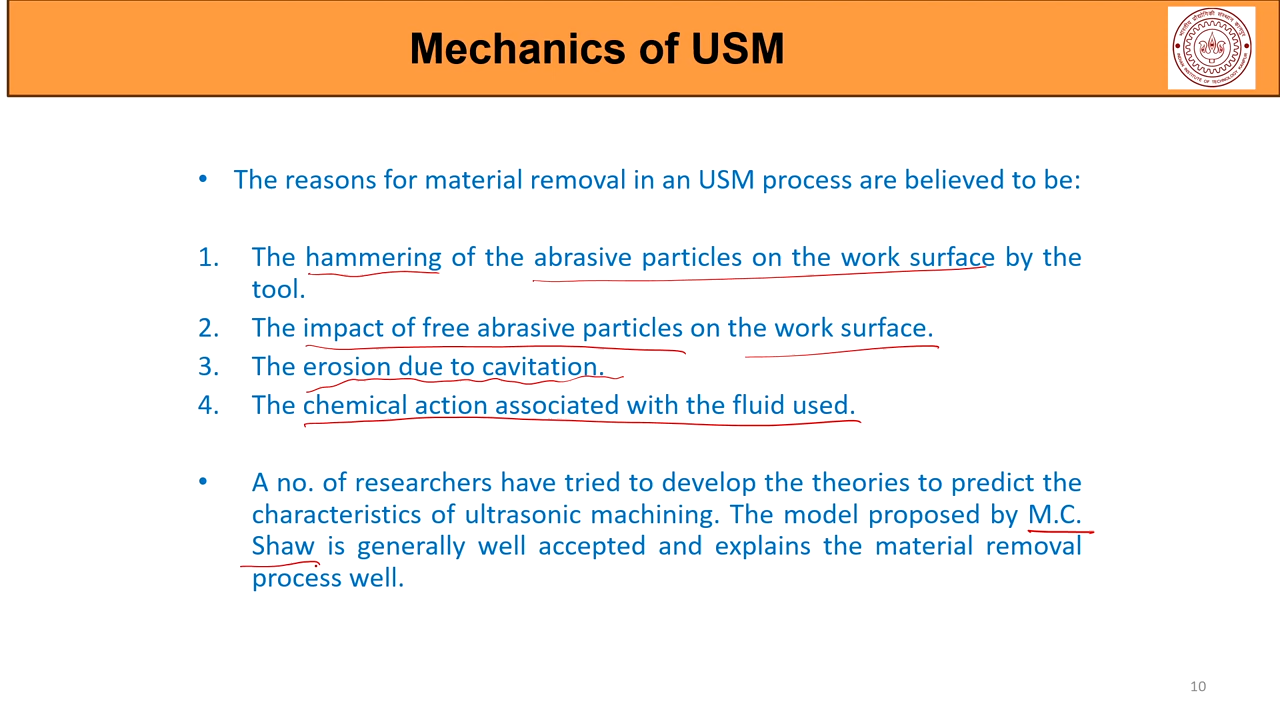 Mechanics of USM
• The reasons for material removal in an USM process are believed to be:
1. The hammering of the abrasive particles on the work surface by the
tool.
2. The impact of free abrasive particles on the work surface.
3. The erosion due to cavitation.
4. The chemical action associated with the fluid used.
• A no. of researchers have tried to develop the theories to predict the
characteristics of ultrasonic machining. The model proposed by M.C.
Shaw is generally well accepted and explains the material removal
process well.
10